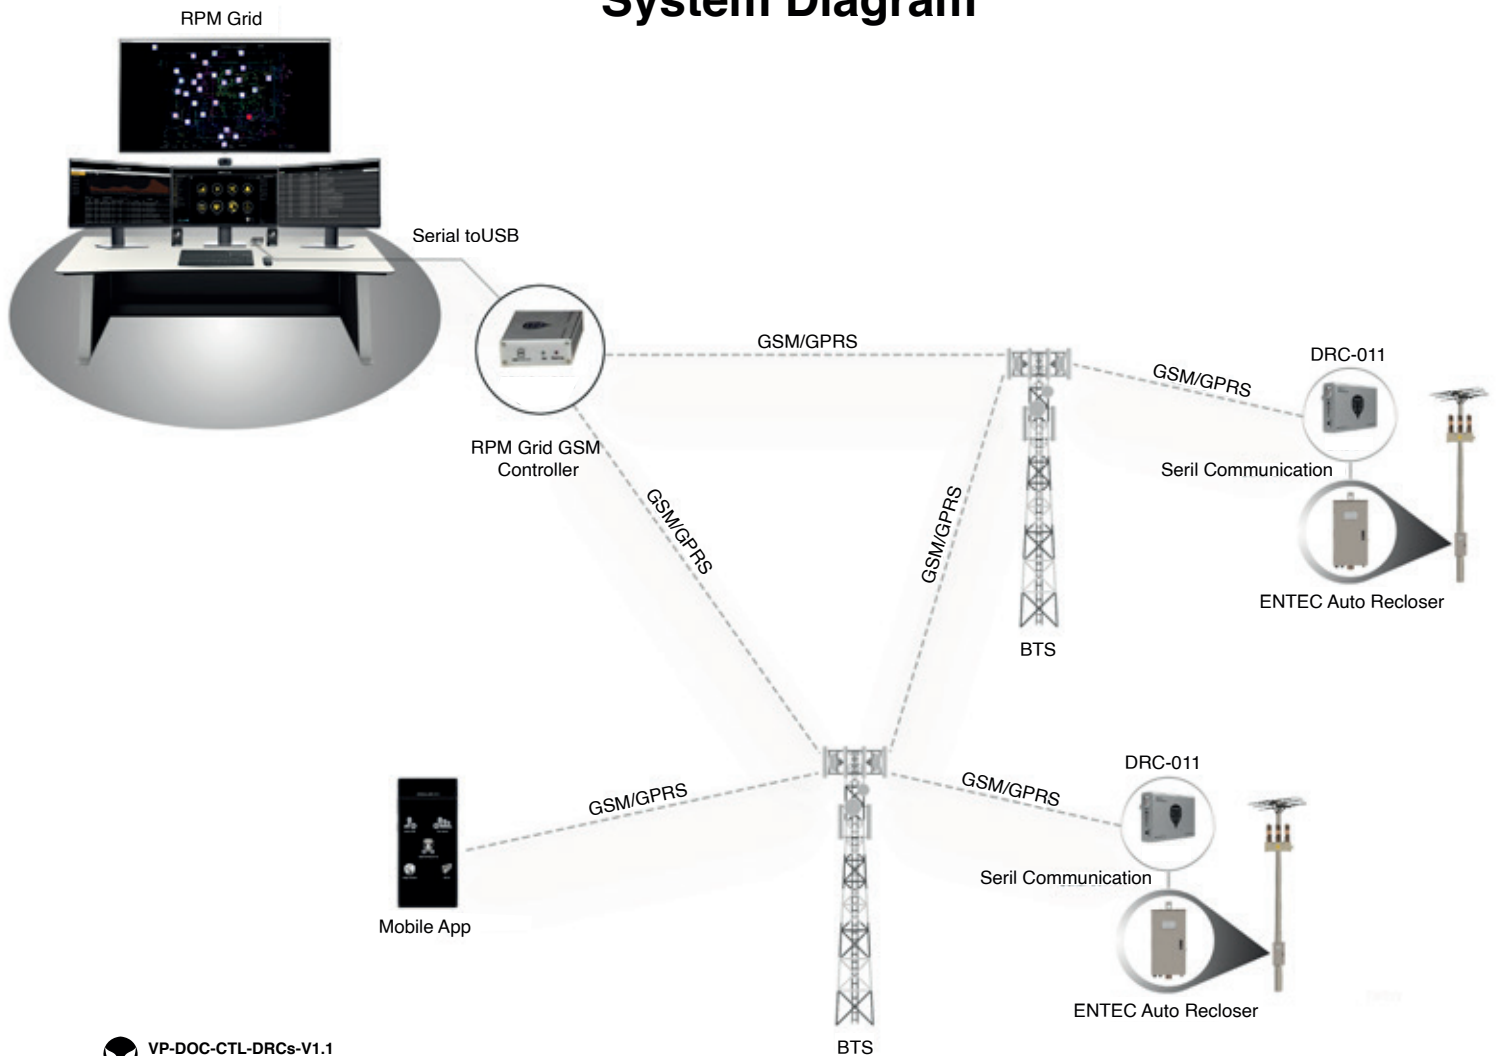 System Diagram
RPM Grid
Serial toUSB
GSM/GPRS
DRC-011
GSM/GPRS
RPM Grid GSM
Controller
Seril Communication
GSM/GPRS
GSM/GPRS
ENTEC Auto Recloser
BTS
DRC-011
GSM/GPRS
GSM/GPRS
Seril Communication
Mobile App
ENTEC Auto Recloser
BTS
VP-DOC-CTL-DRCs-V1.1